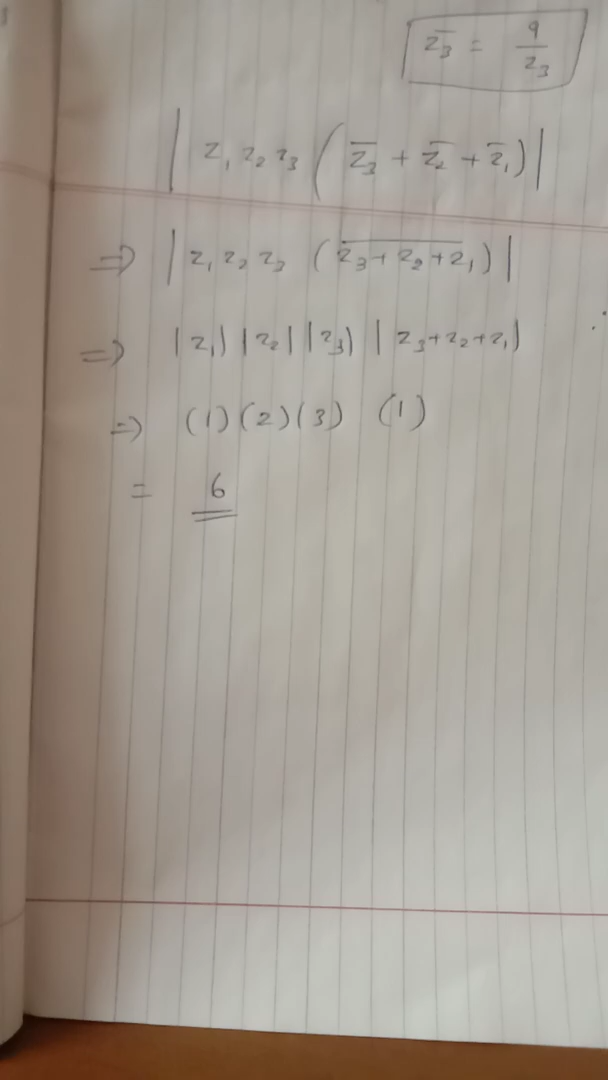 z̄₃ = 9/z₃
| z₁ z₂ z₃ ( z̄₃ + z̄₂ + z̄₁ ) |
⇒ | z₁ z₂ z₃ ( \overline{z₃ + z₂ + z₁} ) |
⇒ |z₁| |z₂| |z₃| | z₃ + z₂ + z₁ |
⇒ (1) (2) (3) (1)
= 6